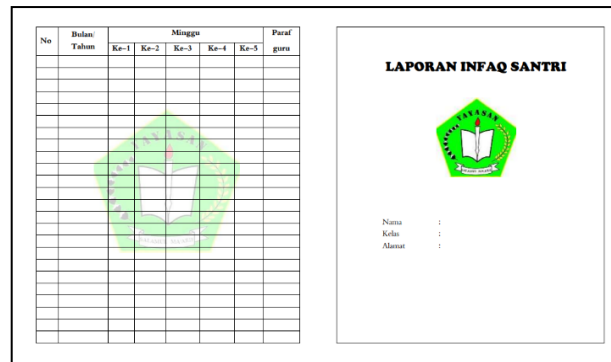 No Bulan/ Tahun Minggu Paraf guru
Ke-1 Ke-2 Ke-3 Ke-4 Ke-5
YAYASAN
LAPORAN INFAQ SANTRI
YAYASAN
Nama :
Kelas :
Alamat :